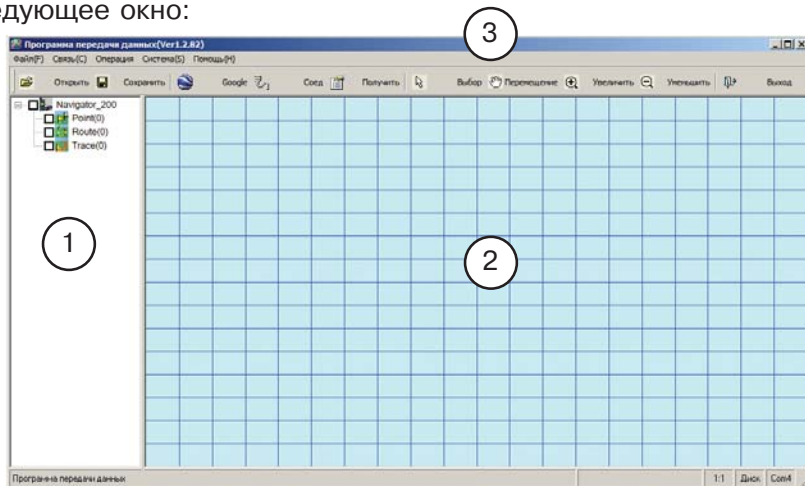 едующее окно:
3
Программа передачи данных(Ver1.2.82)
Файл(F) Связь(C) Операция Система(S) Помощь(H)
Открыть Сохранить Google Соед Получить Выбор Перемещение Увеличить Уменьшить Выход
Navigator_200
Point(0)
Route(0)
Trace(0)
1
2
Программа передачи данных 1:1 Диск Com4